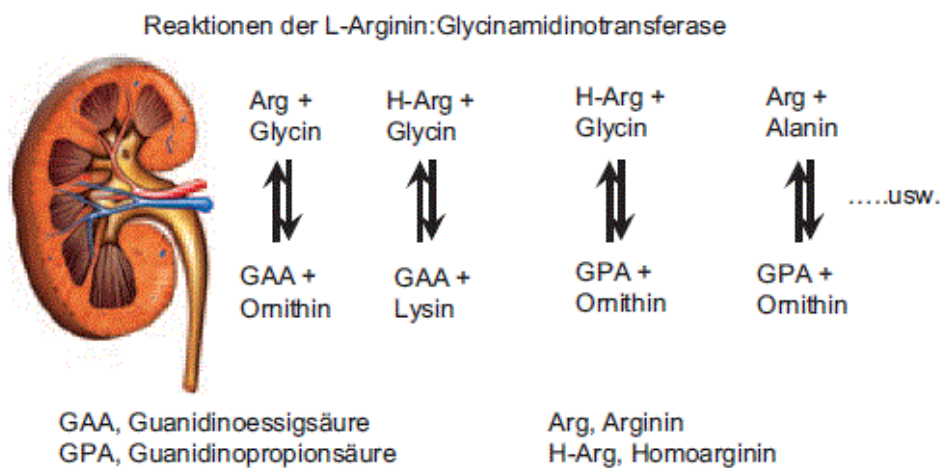 Reaktionen der L-Arginin:Glycinamidinotransferase
Arg +
Glycin
H-Arg +
Glycin
H-Arg +
Glycin
Arg +
Alanin
.....usw.
GAA +
Ornithin
GAA +
Lysin
GPA +
Ornithin
GPA +
Ornithin
GAA, Guanidinoessigsäure
GPA, Guanidinopropionsäure
Arg, Arginin
H-Arg, Homoarginin